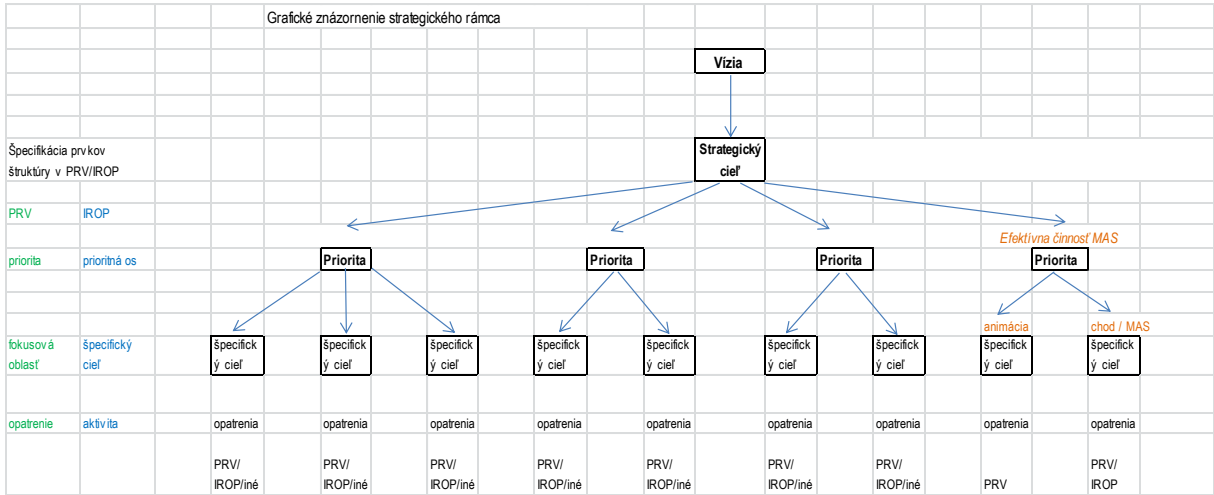 Grafické znázornenie strategického rámca
Vízia
Špecifikácia prvkov
štruktúry v PRV/IROP
Strategický
cieľ
PRV IROP
Efektívna činnosť MAS
priorita prioritná os Priorita Priorita Priorita Priorita
animácia chod / MAS
fokusová špecifický špecifick špecifick špecifick špecifick špecifick špecifick špecifick špecifick špecifick
oblasť cieľ ý cieľ ý cieľ ý cieľ ý cieľ ý cieľ ý cieľ ý cieľ ý cieľ ý cieľ
opatrenie aktivita opatrenia opatrenia opatrenia opatrenia opatrenia opatrenia opatrenia opatrenia opatrenia
PRV/ PRV/ PRV/ PRV/ PRV/ PRV/ PRV/ PRV/
IROP/iné IROP/iné IROP/iné IROP/iné IROP/iné IROP/iné IROP/iné PRV IROP